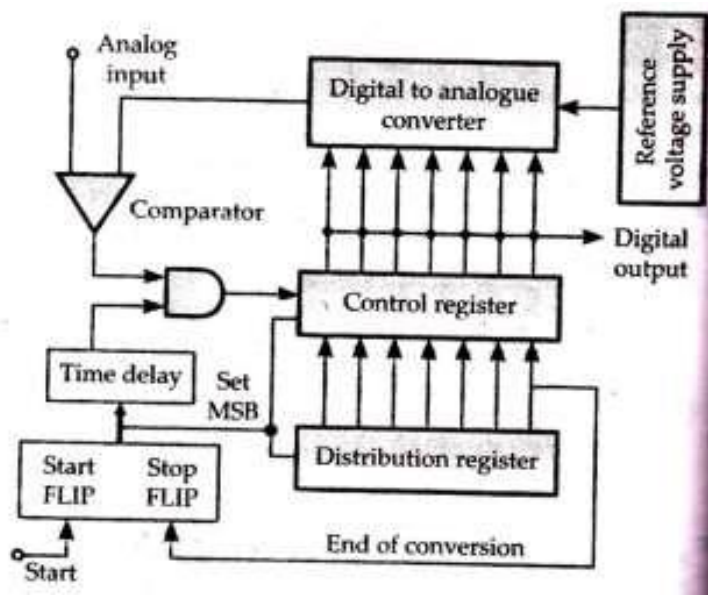 Analog
input
Digital to analogue
converter
Reference
voltage supply
Comparator
Digital
output
Control register
Time delay
Set
MSB
Start
FLIP
Stop
FLIP
Distribution register
End of conversion
Start